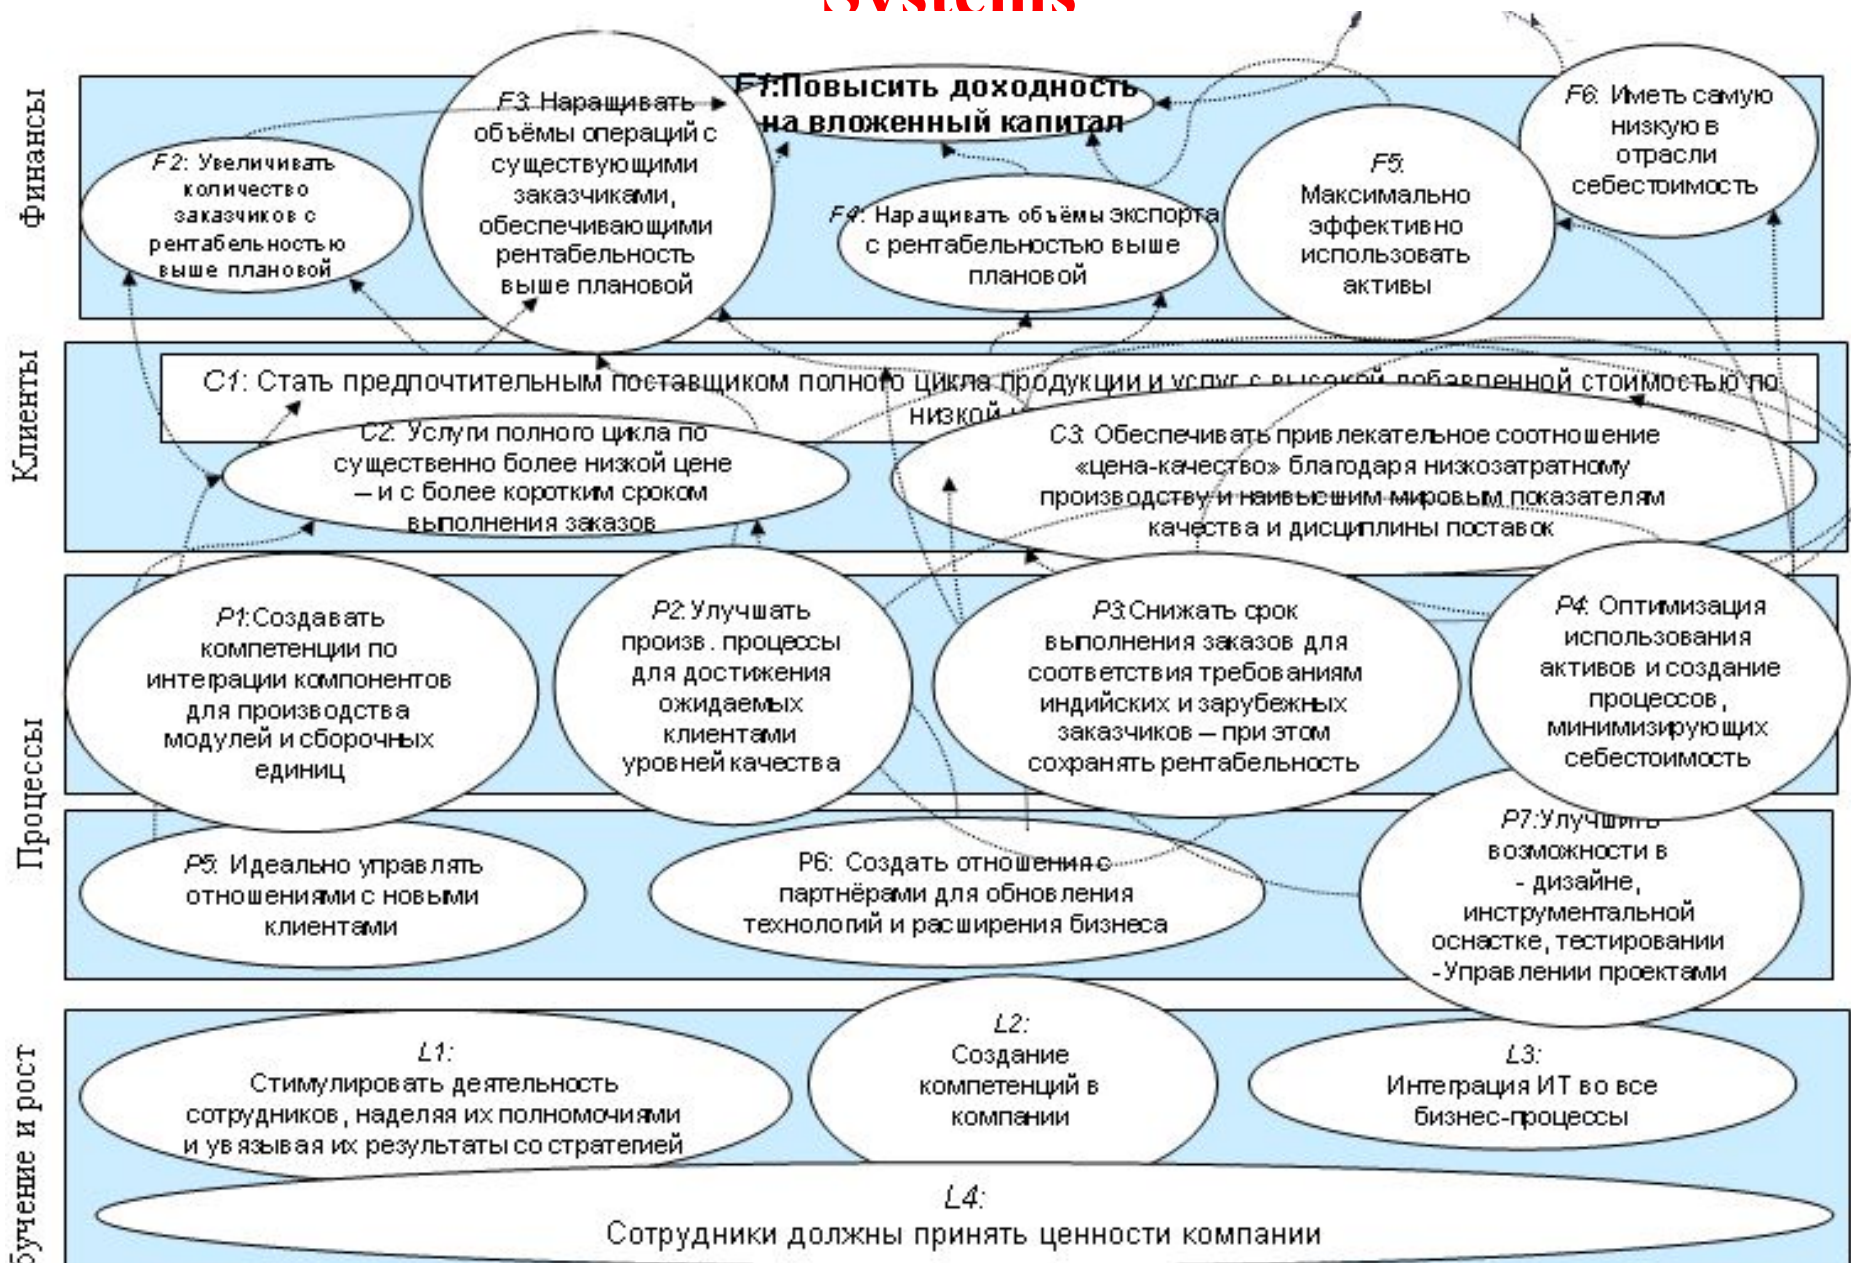 Systems
Финансы
F1:Повысить доходность
на вложенный капитал
F2: Увеличивать
количество
заказчиков с
рентабельностью
выше плановой
F3: Наращивать
объёмы операций с
существующими
заказчиками,
обеспечивающими
рентабельность
выше плановой
F4: Наращивать объёмы экспорта
с рентабельностью выше
плановой
F5:
Максимально
эффективно
использовать
активы
F6: Иметь самую
низкую в
отрасли
себестоимость
Клиенты
C1: Стать предпочтительным поставщиком полного цикла продукции и услуг с высокой добавленной стоимостью по
низкой
C2: Услуги полного цикла по
существенно более низкой цене
– и с более коротким сроком
выполнения заказов
C3: Обеспечивать привлекательное соотношение
«цена-качество» благодаря низкозатратному
производству и наивысшим мировым показателям
качества и дисциплины поставок
Процессы
P1:Создавать
компетенции по
интеграции компонентов
для производства
модулей и сборочных
единиц
P2:Улучшать
произв. процессы
для достижения
ожидаемых
клиентами
уровней качества
P3:Снижать срок
выполнения заказов для
соответствия требованиям
индийских и зарубежных
заказчиков – при этом
сохранять рентабельность
P4: Оптимизация
использования
активов и создание
процессов,
минимизирующих
себестоимость
P5: Идеально управлять
отношениями с новыми
клиентами
P6: Создать отношения с
партнёрами для обновления
технологий и расширения бизнеса
P7:Улучшить
возможности в
- дизайне,
инструментальной
оснастке, тестировании
-Управлении проектами
бучение и рост
L1:
Стимулировать деятельность
сотрудников, наделяя их полномочиями
и увязывая их результаты со стратегией
L2:
Создание
компетенций в
компании
L3:
Интеграция ИТ во все
бизнес-процессы
L4:
Сотрудники должны принять ценности компании